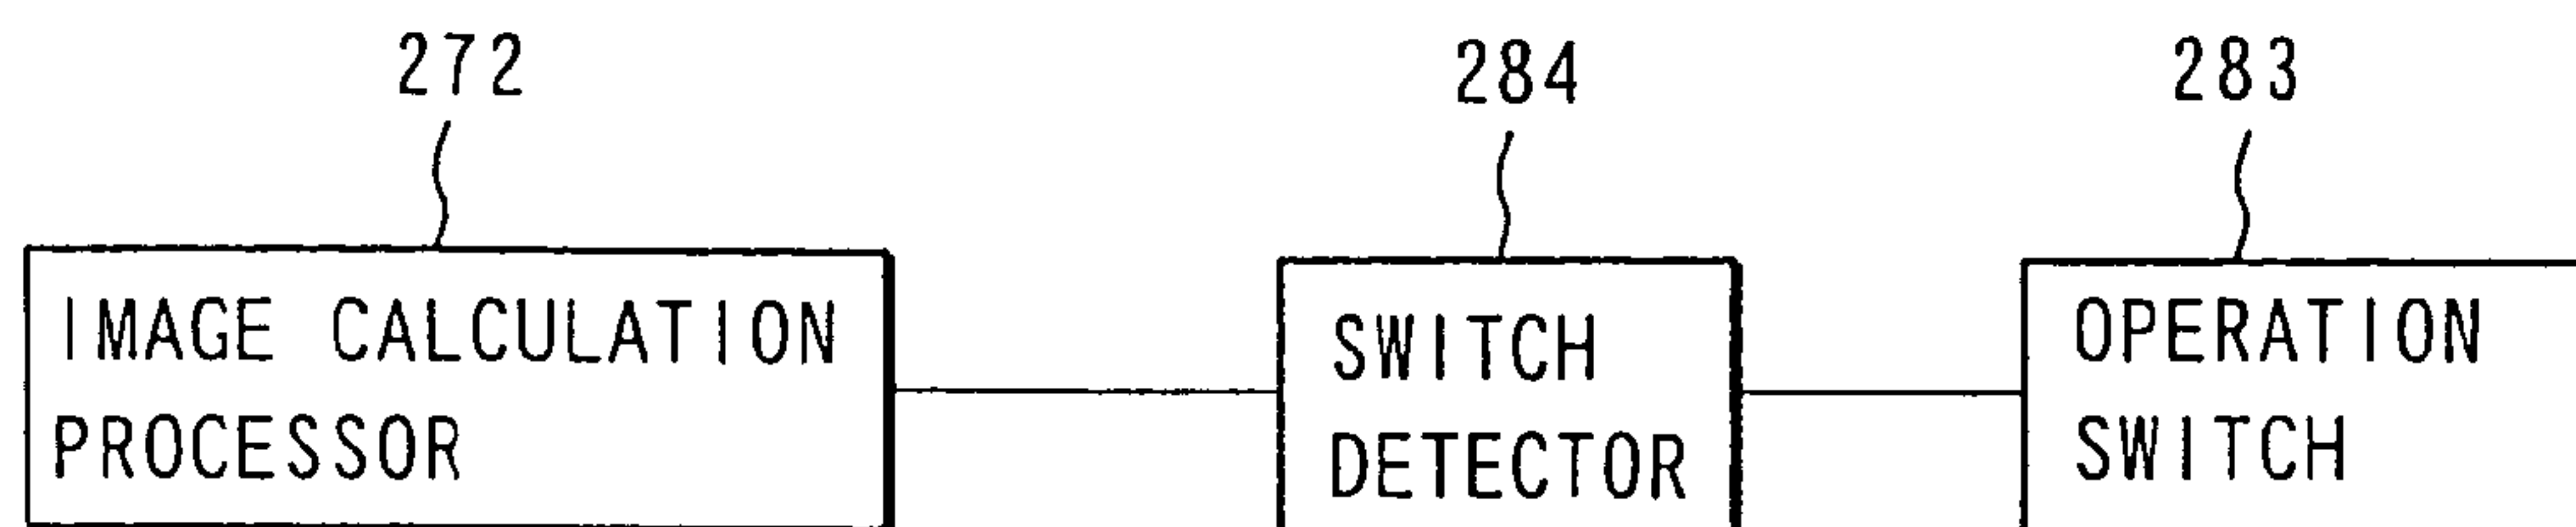 272
284
283
IMAGE CALCULATION
PROCESSOR
SWITCH
DETECTOR
OPERATION
SWITCH